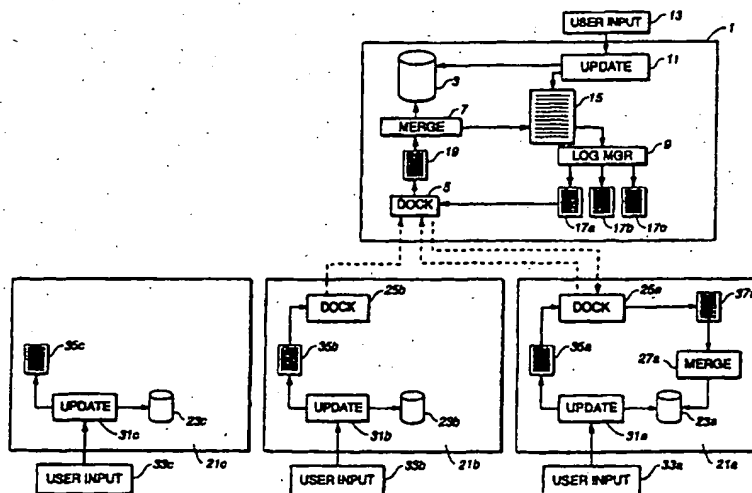 USER INPUT
13
1
UPDATE
11
3
15
7
MERGE
LOG MGR
9
19
5
DOCK
17a
17b
17c
DOCK
25b
DOCK
25a
35c
35b
35a
27a
MERGE
UPDATE
23c
UPDATE
23b
UPDATE
23a
31c
21c
31b
21b
31a
21a
USER INPUT
33c
USER INPUT
33b
USER INPUT
33a